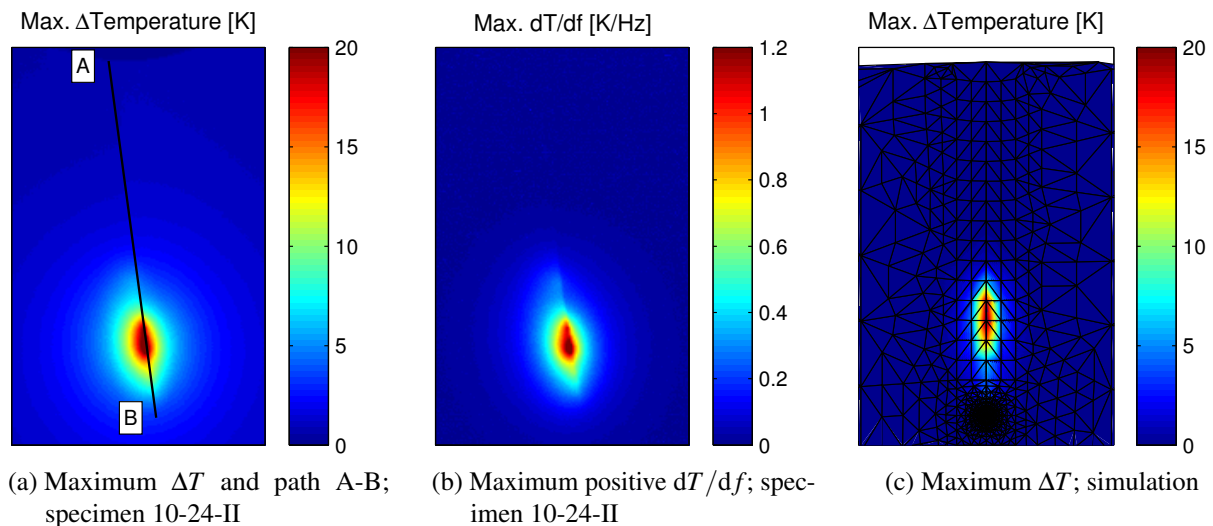 Max. ΔTemperature [K]
A
B
20
15
10
5
0
Max. dT/df [K/Hz]
1.2
1
0.8
0.6
0.4
0.2
0
Max. ΔTemperature [K]
20
15
10
5
0
(a) Maximum ΔT and path A-B;
specimen 10-24-II
(b) Maximum positive dT/df; spec-
imen 10-24-II
(c) Maximum ΔT; simulation